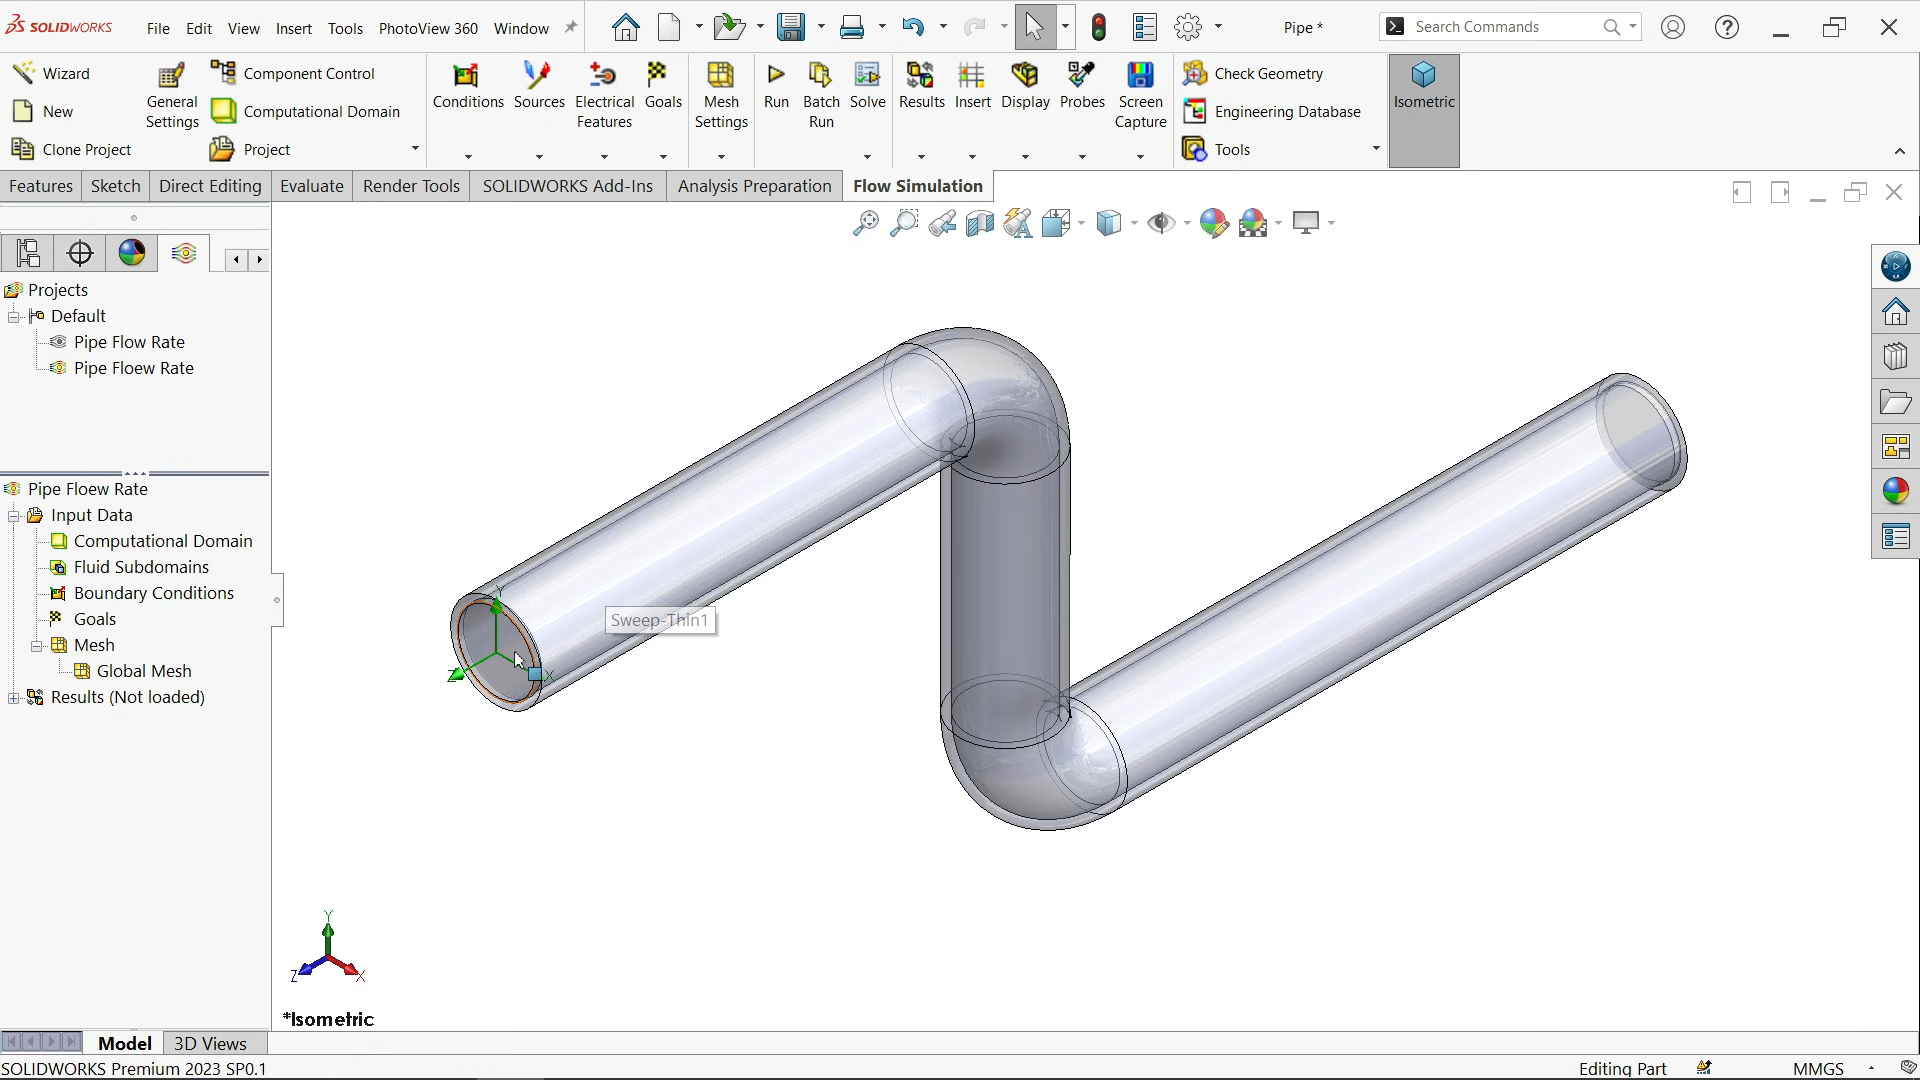 SOLIDWORKS File Edit View Insert Tools PhotoView 360 Window Pipe * Search Commands
Wizard Component Control Check Geometry
General Settings Conditions Sources Electrical Features Goals Mesh Settings Run Batch Run Solve Results Insert Display Probes Screen Capture Isometric
New Computational Domain Engineering Database
Clone Project Project Tools
Features Sketch Direct Editing Evaluate Render Tools SOLIDWORKS Add-Ins Analysis Preparation Flow Simulation
Projects
Default
Pipe Flow Rate
Pipe Floew Rate
Pipe Floew Rate
Input Data
Computational Domain
Fluid Subdomains
Boundary Conditions
Goals
Mesh
Global Mesh
Results (Not loaded)
Y
Sweep-Thin1
Z X
Y
Z X
*Isometric
Model 3D Views
SOLIDWORKS Premium 2023 SP0.1 Editing Part MMGS